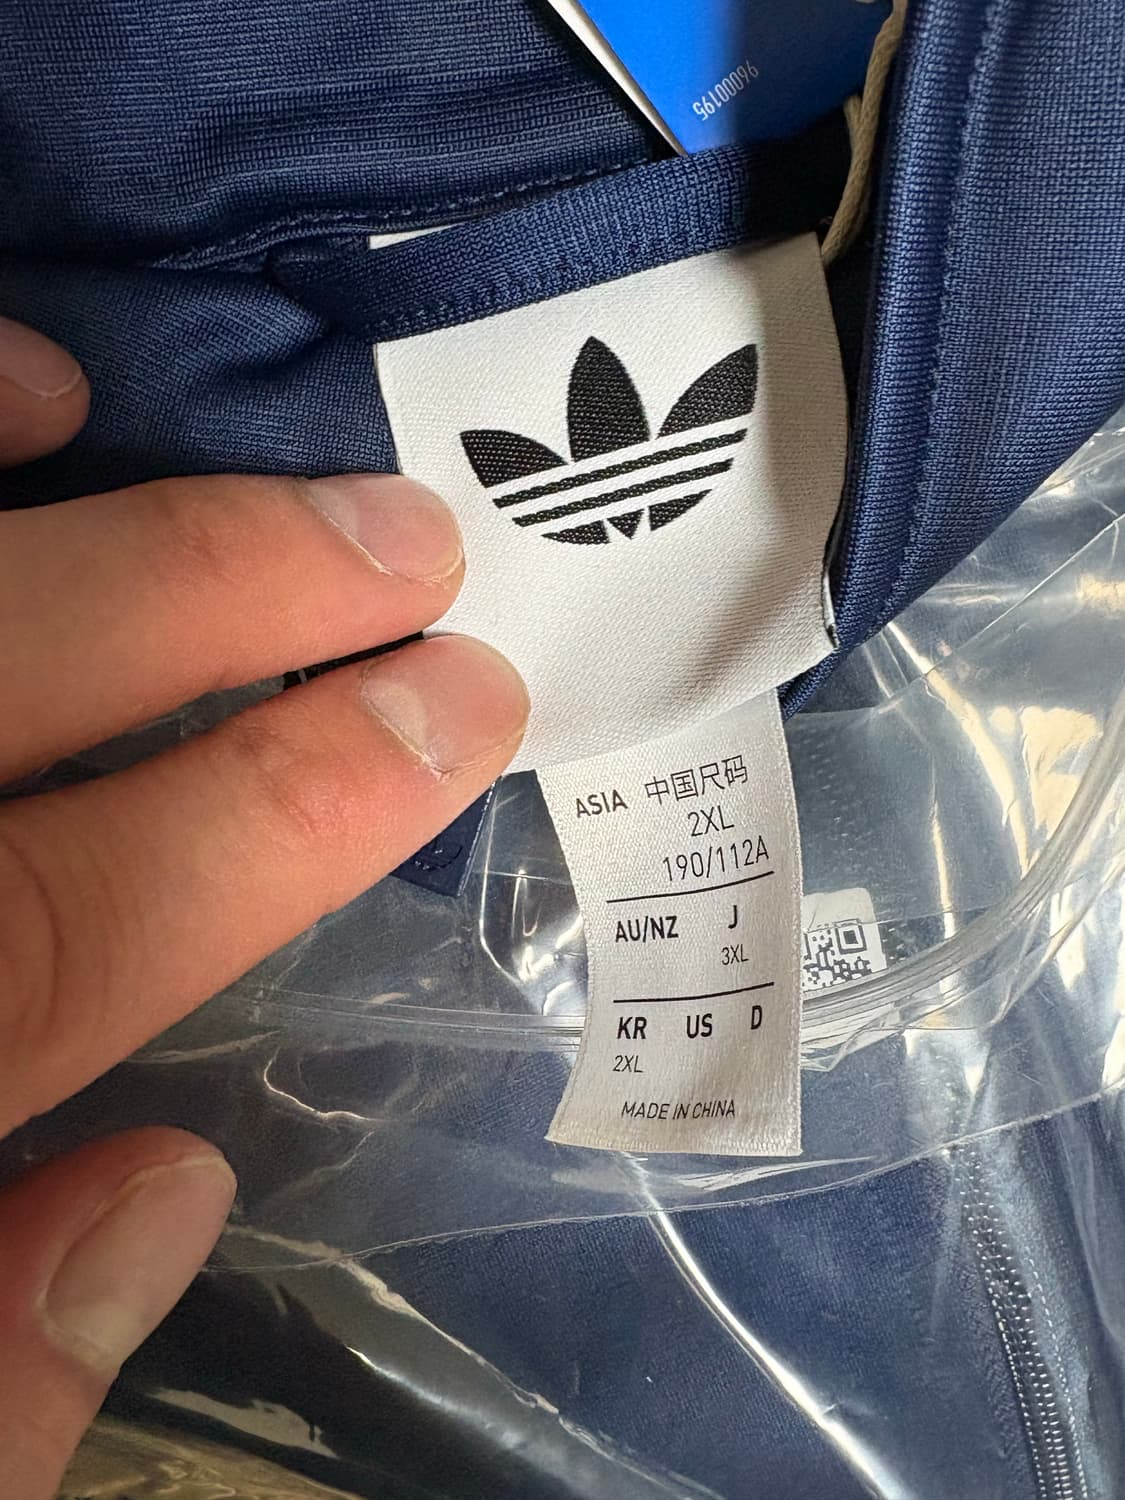 96000195
ASIA 中国尺码
2XL
190/112A
AU/NZ J
3XL
KR US D
2XL
MADE IN CHINA